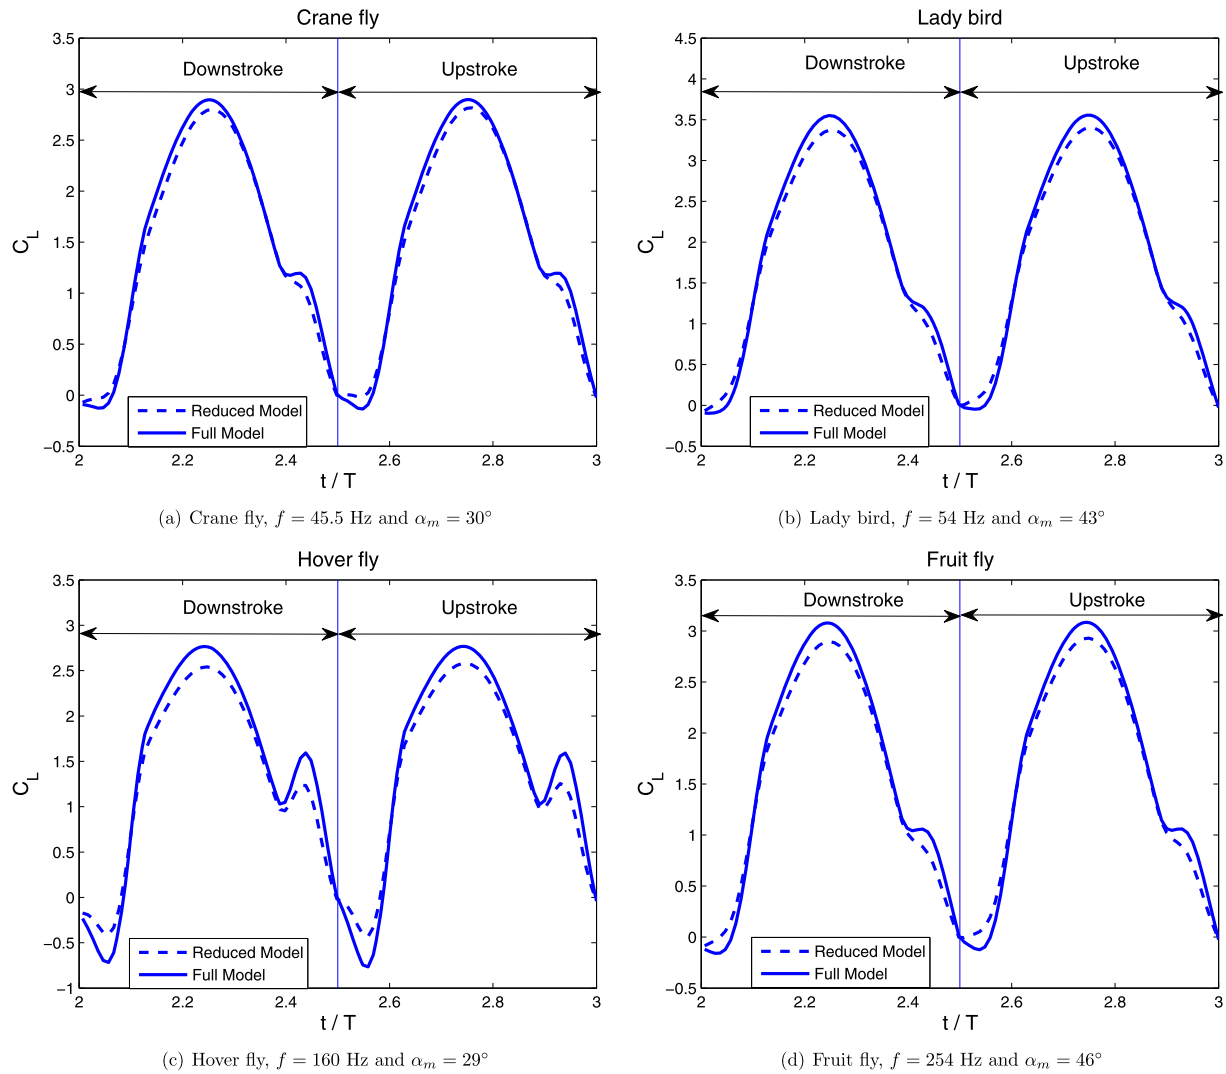 Crane fly
3.5
3
2.5
2
1.5
1
0.5
0
−0.5
C_L
Downstroke
Upstroke
Reduced Model
Full Model
2
2.2
2.4
2.6
2.8
3
t / T
(a) Crane fly, f = 45.5 Hz and α_m = 30°
Lady bird
4.5
4
3.5
3
2.5
2
1.5
1
0.5
0
−0.5
C_L
Downstroke
Upstroke
Reduced Model
Full Model
2
2.2
2.4
2.6
2.8
3
t / T
(b) Lady bird, f = 54 Hz and α_m = 43°
Hover fly
3.5
3
2.5
2
1.5
1
0.5
0
−0.5
−1
C_L
Downstroke
Upstroke
Reduced Model
Full Model
2
2.2
2.4
2.6
2.8
3
t / T
(c) Hover fly, f = 160 Hz and α_m = 29°
Fruit fly
3.5
3
2.5
2
1.5
1
0.5
0
−0.5
C_L
Downstroke
Upstroke
Reduced Model
Full Model
2
2.2
2.4
2.6
2.8
3
t / T
(d) Fruit fly, f = 254 Hz and α_m = 46°